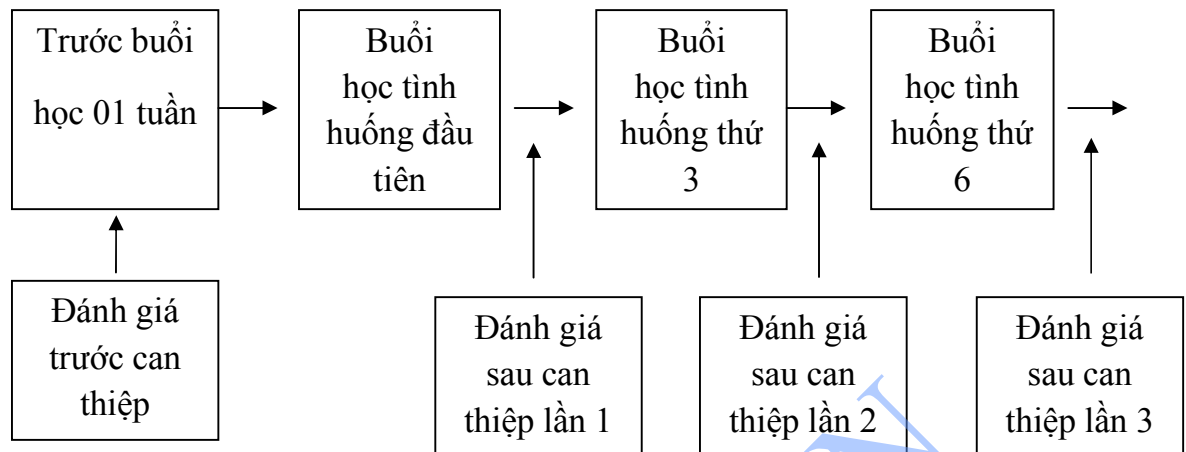 Trước buổi
học 01 tuần
Buổi
học tình
huống đầu
tiên
Buổi
học tình
huống thứ
3
Buổi
học tình
huống thứ
6
Đánh giá
trước can
thiệp
Đánh giá
sau can
thiệp lần 1
Đánh giá
sau can
thiệp lần 2
Đánh giá
sau can
thiệp lần 3